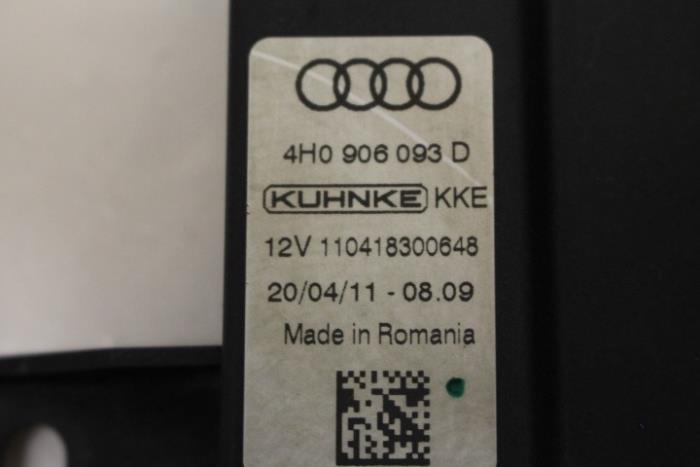 4H0 906 093 D
KUHNKE KKE
12V 110418300648
20/04/11 - 08.09
Made in Romania